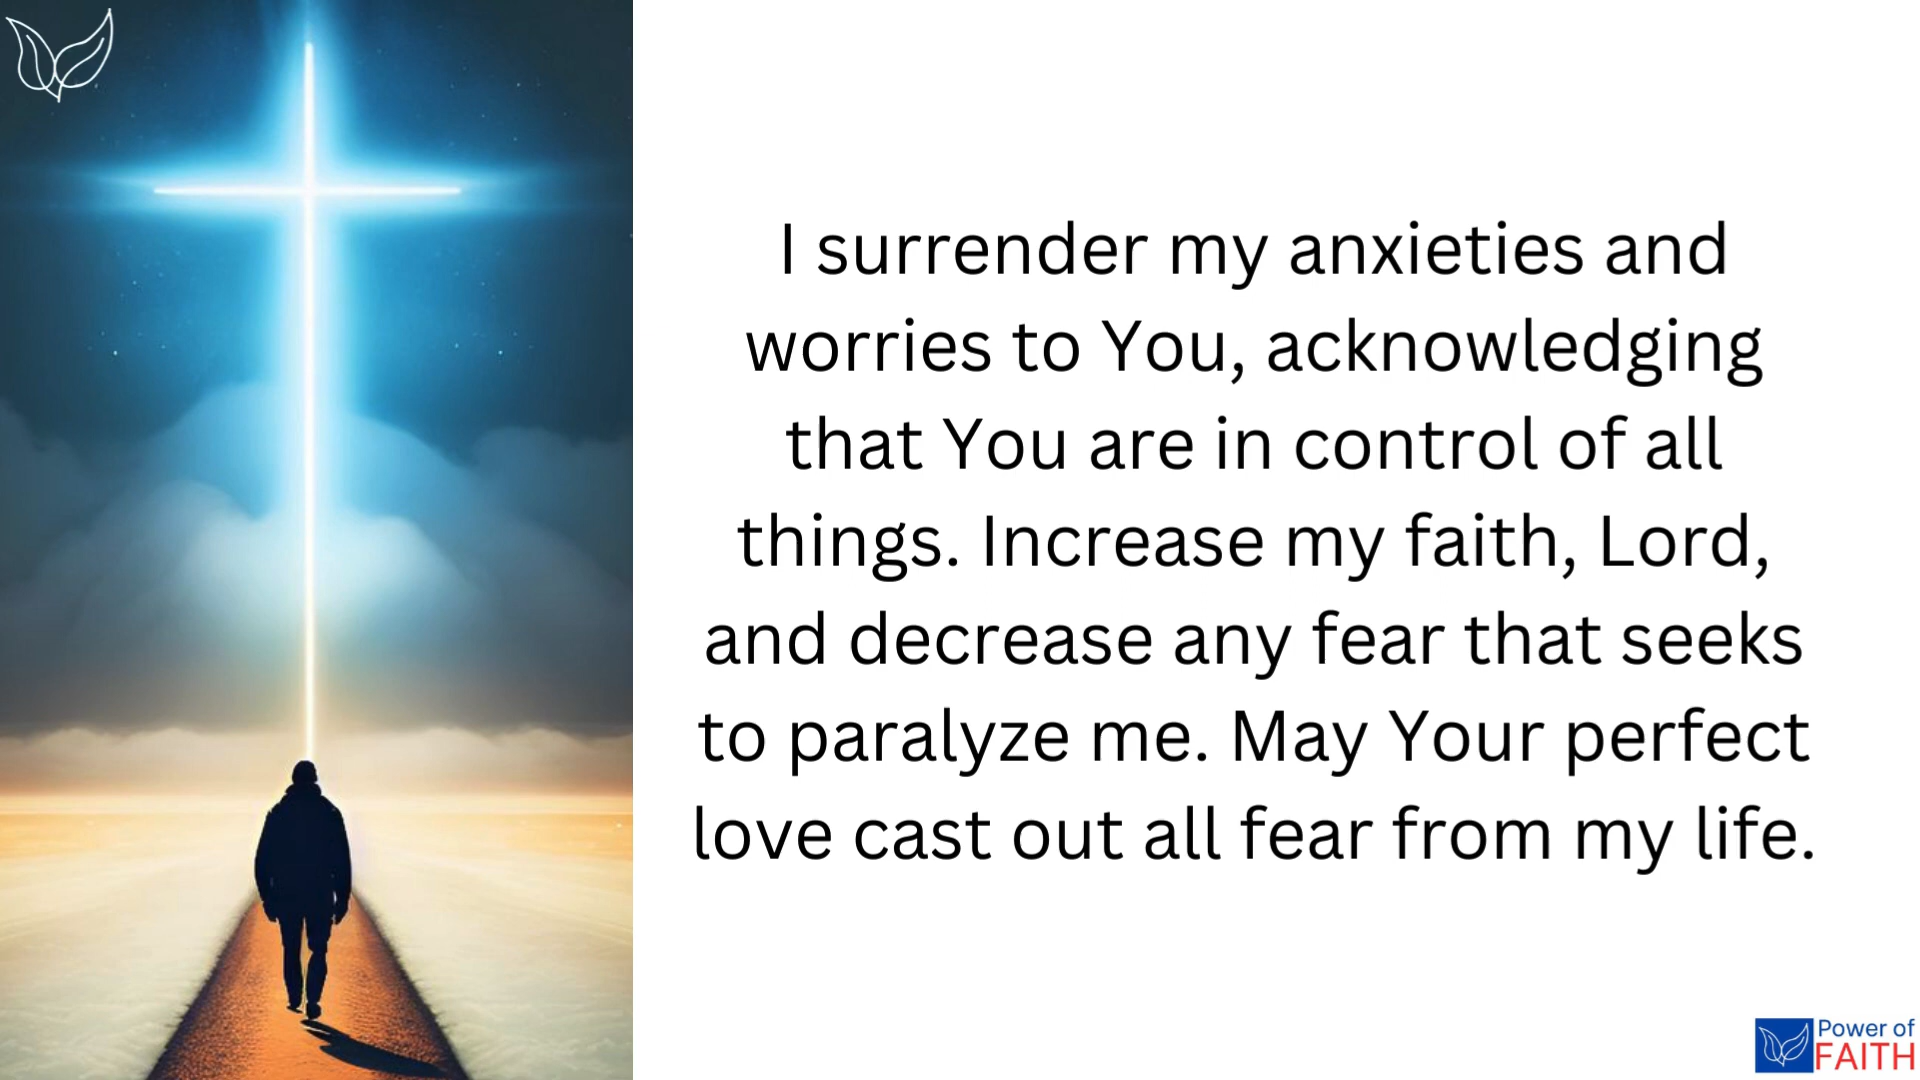 I surrender my anxieties and
worries to You, acknowledging
that You are in control of all
things. Increase my faith, Lord,
and decrease any fear that seeks
to paralyze me. May Your perfect
love cast out all fear from my life.
Power of
FAITH